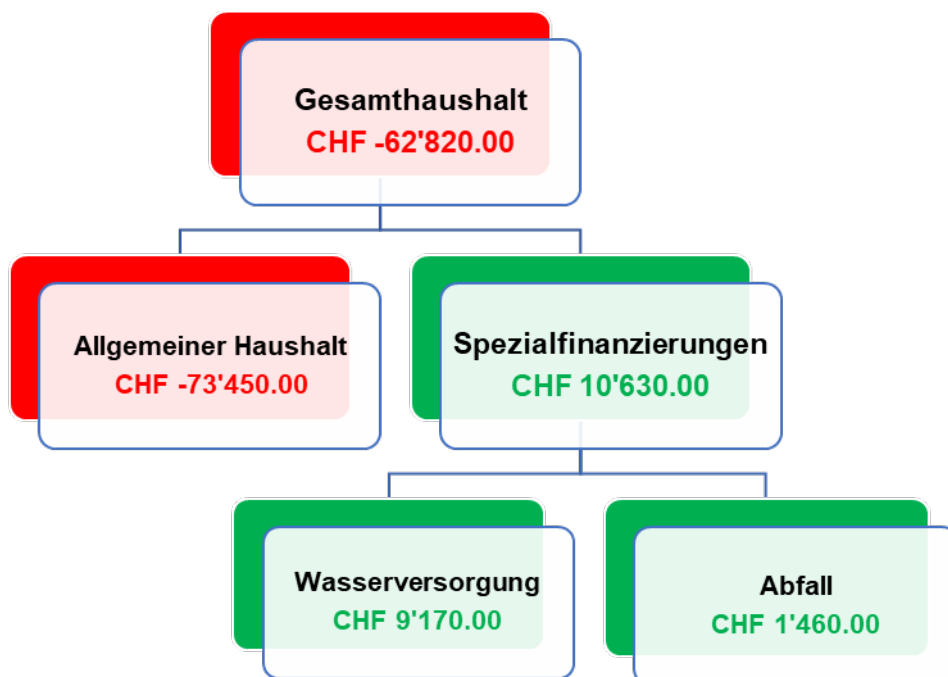 Gesamthaushalt
CHF -62'820.00
Allgemeiner Haushalt
CHF -73'450.00
Spezialfinanzierungen
CHF 10'630.00
Wasserversorgung
CHF 9'170.00
Abfall
CHF 1'460.00